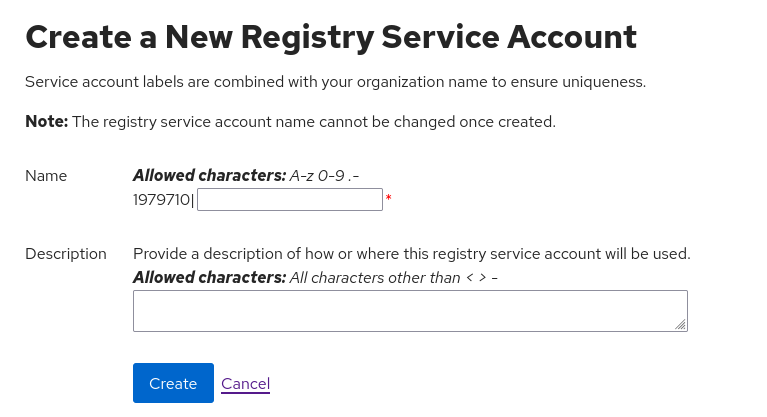 Create a New Registry Service Account
Service account labels are combined with your organization name to ensure uniqueness.
Note: The registry service account name cannot be changed once created.
Name
Allowed characters: A-z 0-9 .-
1979710| *
Description
Provide a description of how or where this registry service account will be used.
Allowed characters: All characters other than < > -
Create Cancel